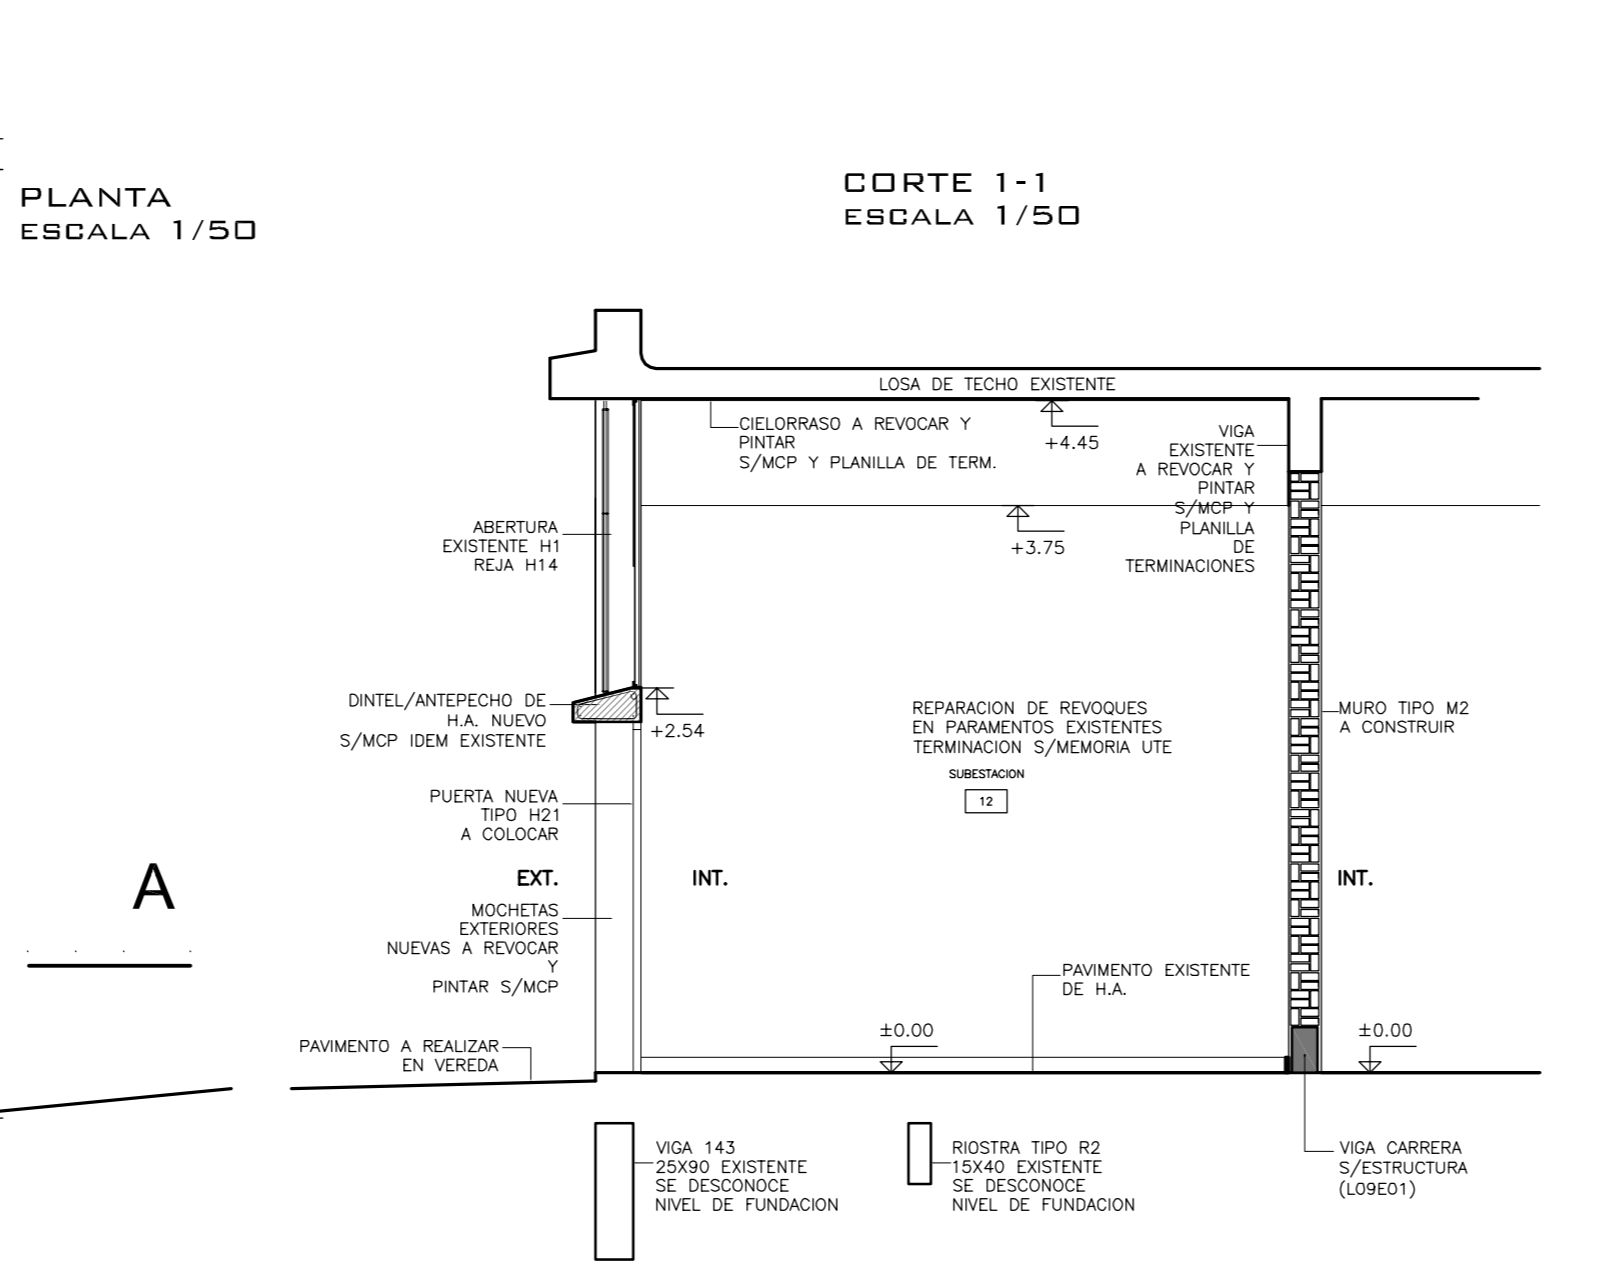 PLANTA
ESCALA 1/50
CORTE 1-1
ESCALA 1/50
LOSA DE TECHO EXISTENTE
CIELORRASO A REVOCAR Y
PINTAR
S/MCP Y PLANILLA DE TERM.
+4.45
VIGA
EXISTENTE
A REVOCAR Y
PINTAR
S/MCP Y
PLANILLA
DE
TERMINACIONES
+3.75
ABERTURA
EXISTENTE H1
REJA H14
DINTEL/ANTEPECHO DE
H.A. NUEVO
S/MCP IDEM EXISTENTE
+2.54
REPARACION DE REVOQUES
EN PARAMENTOS EXISTENTES
TERMINACION S/MEMORIA UTE
SUBESTACION
12
MURO TIPO M2
A CONSTRUIR
PUERTA NUEVA
TIPO H21
A COLOCAR
A
EXT.
INT.
INT.
MOCHETAS
EXTERIORES
NUEVAS A REVOCAR
Y
PINTAR S/MCP
PAVIMENTO EXISTENTE
DE H.A.
±0.00
±0.00
PAVIMENTO A REALIZAR
EN VEREDA
VIGA 143
25X90 EXISTENTE
SE DESCONOCE
NIVEL DE FUNDACION
RIOSTRA TIPO R2
15X40 EXISTENTE
SE DESCONOCE
NIVEL DE FUNDACION
VIGA CARRERA
S/ESTRUCTURA
(L09E01)